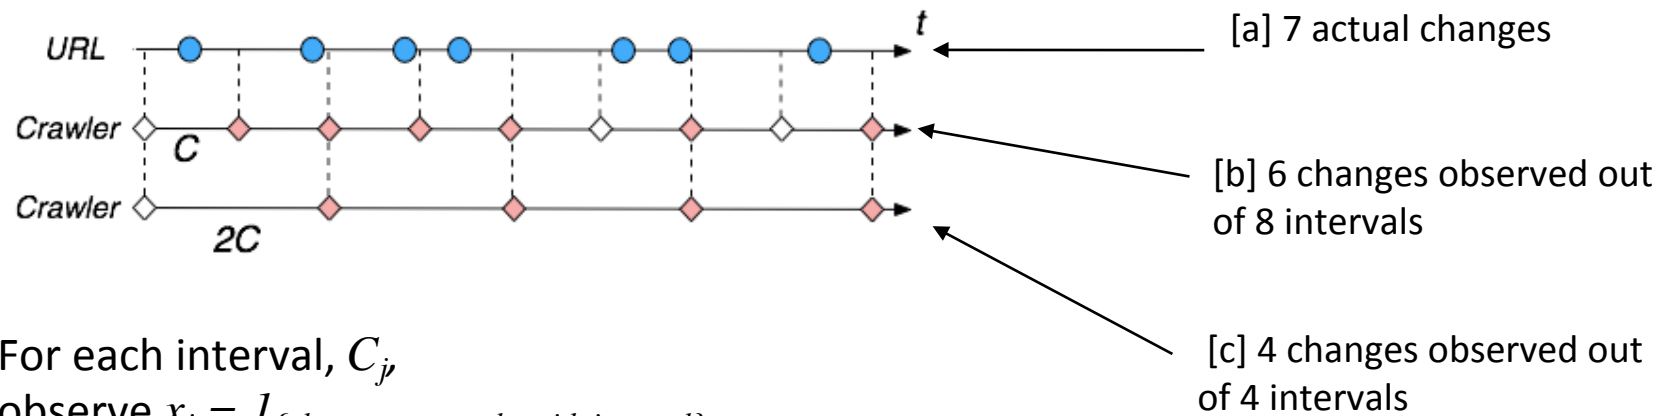 t
URL
[a] 7 actual changes
Crawler
C
[b] 6 changes observed out
of 8 intervals
Crawler
2C
[c] 4 changes observed out
of 4 intervals
For each interval, Cj,
observe